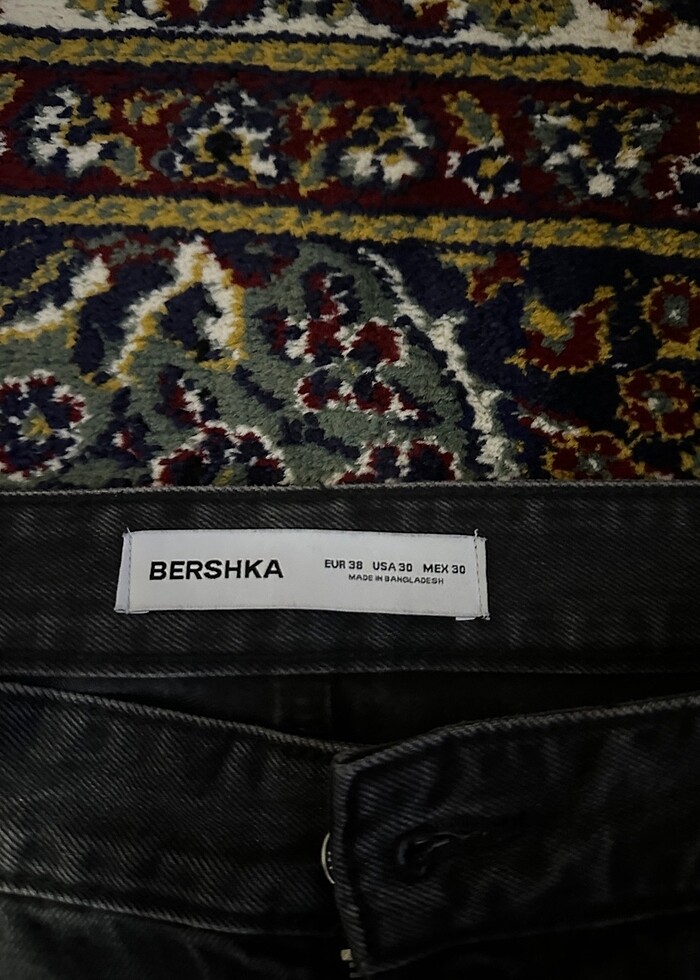 BERSHKA
EUR 38 USA 30 MEX 30
MADE IN BANGLADESH